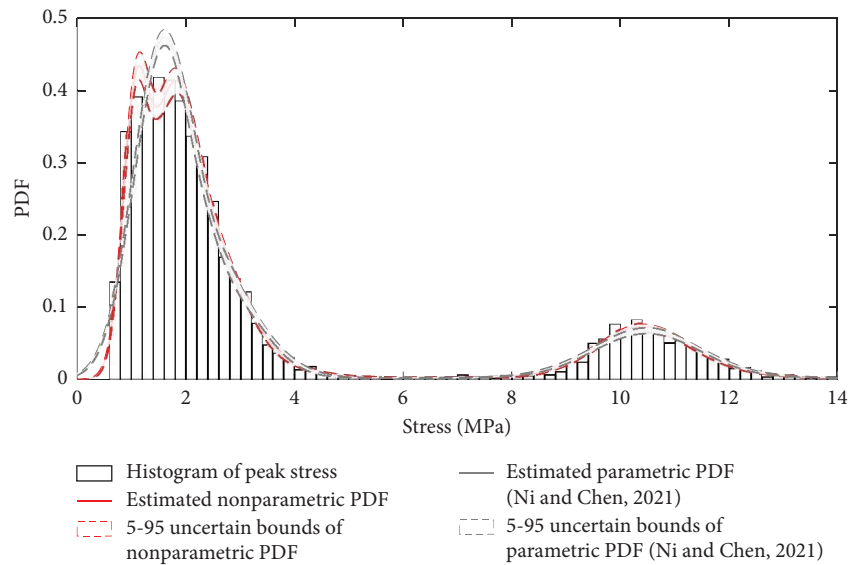 0.5
0.4
0.3
0.2
0.1
0
PDF
0 2 4 6 8 10 12 14
Stress (MPa)
Histogram of peak stress
Estimated nonparametric PDF
5-95 uncertain bounds of
nonparametric PDF
Estimated parametric PDF
(Ni and Chen, 2021)
5-95 uncertain bounds of
parametric PDF (Ni and Chen, 2021)